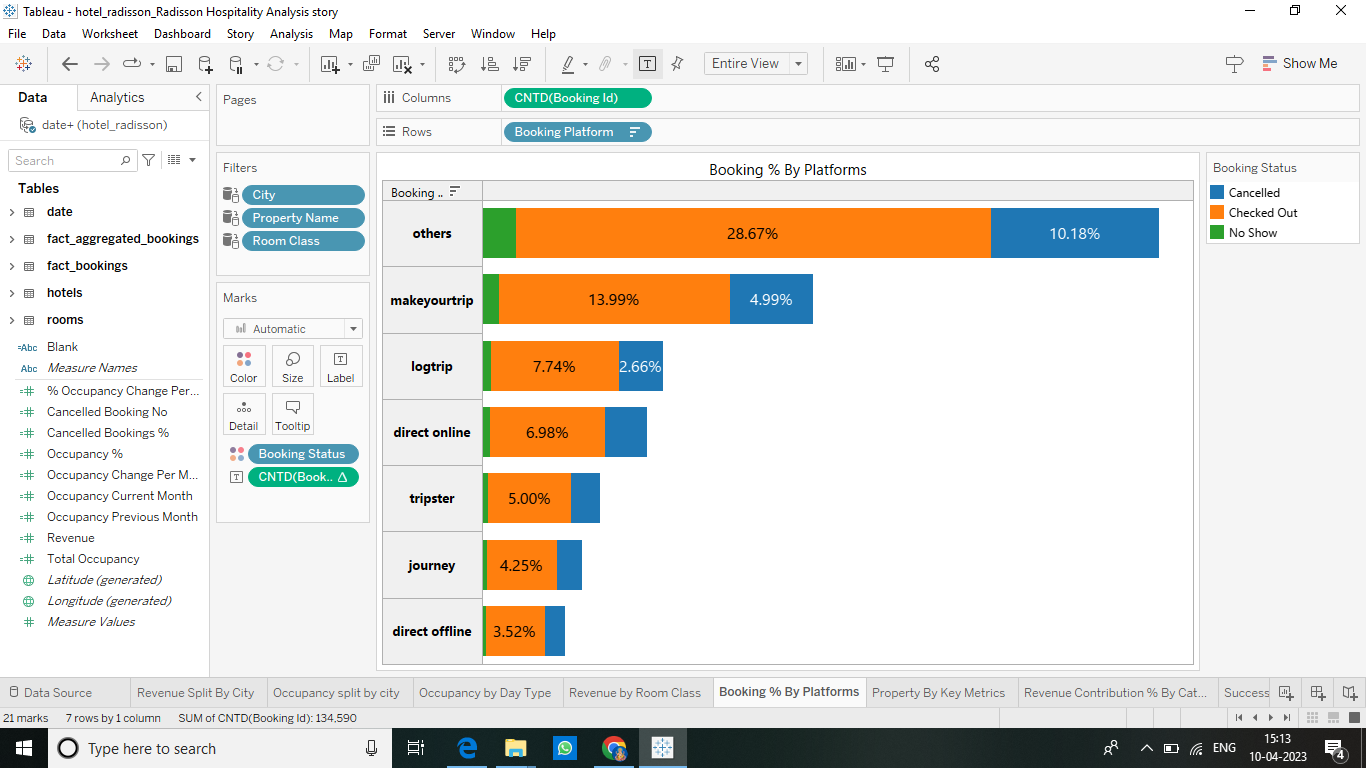 Tableau - hotel_radisson_Radisson Hospitality Analysis story
File Data Worksheet Dashboard Story Analysis Map Format Server Window Help
Entire View
Show Me
Data Analytics
date+ (hotel_radisson)
Search
Tables
date
fact_aggregated_bookings
fact_bookings
hotels
rooms
=Abc Blank
Abc Measure Names
=# % Occupancy Change Per...
=# Cancelled Booking No
=# Cancelled Bookings %
=# Occupancy %
=# Occupancy Change Per M...
=# Occupancy Current Month
=# Occupancy Previous Month
=# Revenue
=# Total Occupancy
Latitude (generated)
Longitude (generated)
# Measure Values
Pages
Filters
City
Property Name
Room Class
Marks
Automatic
Color Size Label
Detail Tooltip
Booking Status
CNTD(Book.. Δ
Columns CNTD(Booking Id)
Rows Booking Platform
Booking % By Platforms
Booking ..
others 28.67% 10.18%
makeyourtrip 13.99% 4.99%
logtrip 7.74% 2.66%
direct online 6.98%
tripster 5.00%
journey 4.25%
direct offline 3.52%
Booking Status
Cancelled
Checked Out
No Show
Data Source Revenue Split By City Occupancy split by city Occupancy by Day Type Revenue by Room Class Booking % By Platforms Property By Key Metrics Revenue Contribution % By Cat... Success
21 marks 7 rows by 1 column SUM of CNTD(Booking Id): 134,590
Type here to search
ENG
15:13
10-04-2023
4